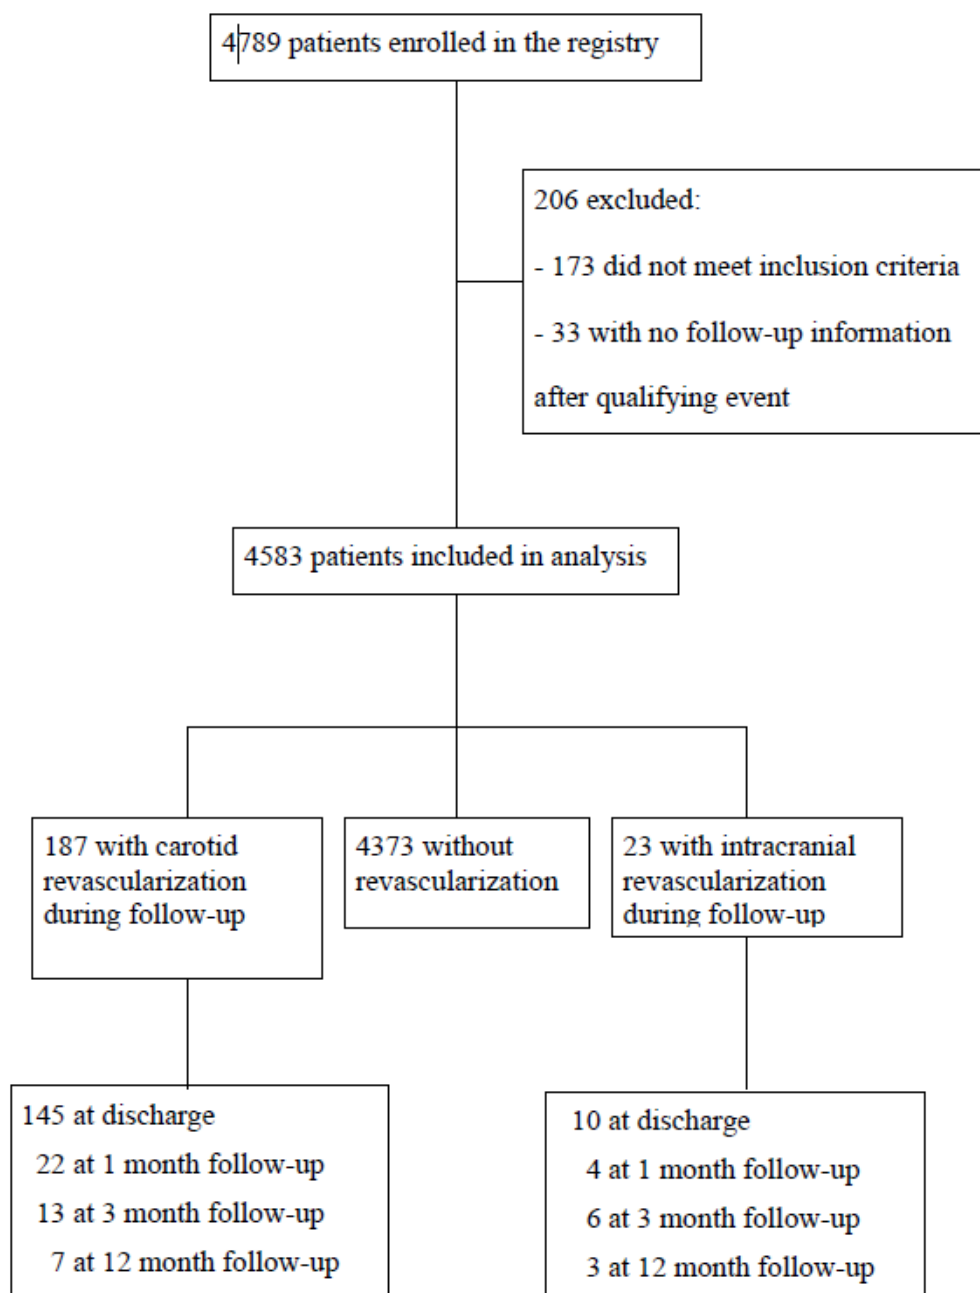 4789 patients enrolled in the registry
206 excluded:
- 173 did not meet inclusion criteria
- 33 with no follow-up information
after qualifying event
4583 patients included in analysis
187 with carotid
revascularization
during follow-up
4373 without
revascularization
23 with intracranial
revascularization
during follow-up
145 at discharge
22 at 1 month follow-up
13 at 3 month follow-up
7 at 12 month follow-up
10 at discharge
4 at 1 month follow-up
6 at 3 month follow-up
3 at 12 month follow-up